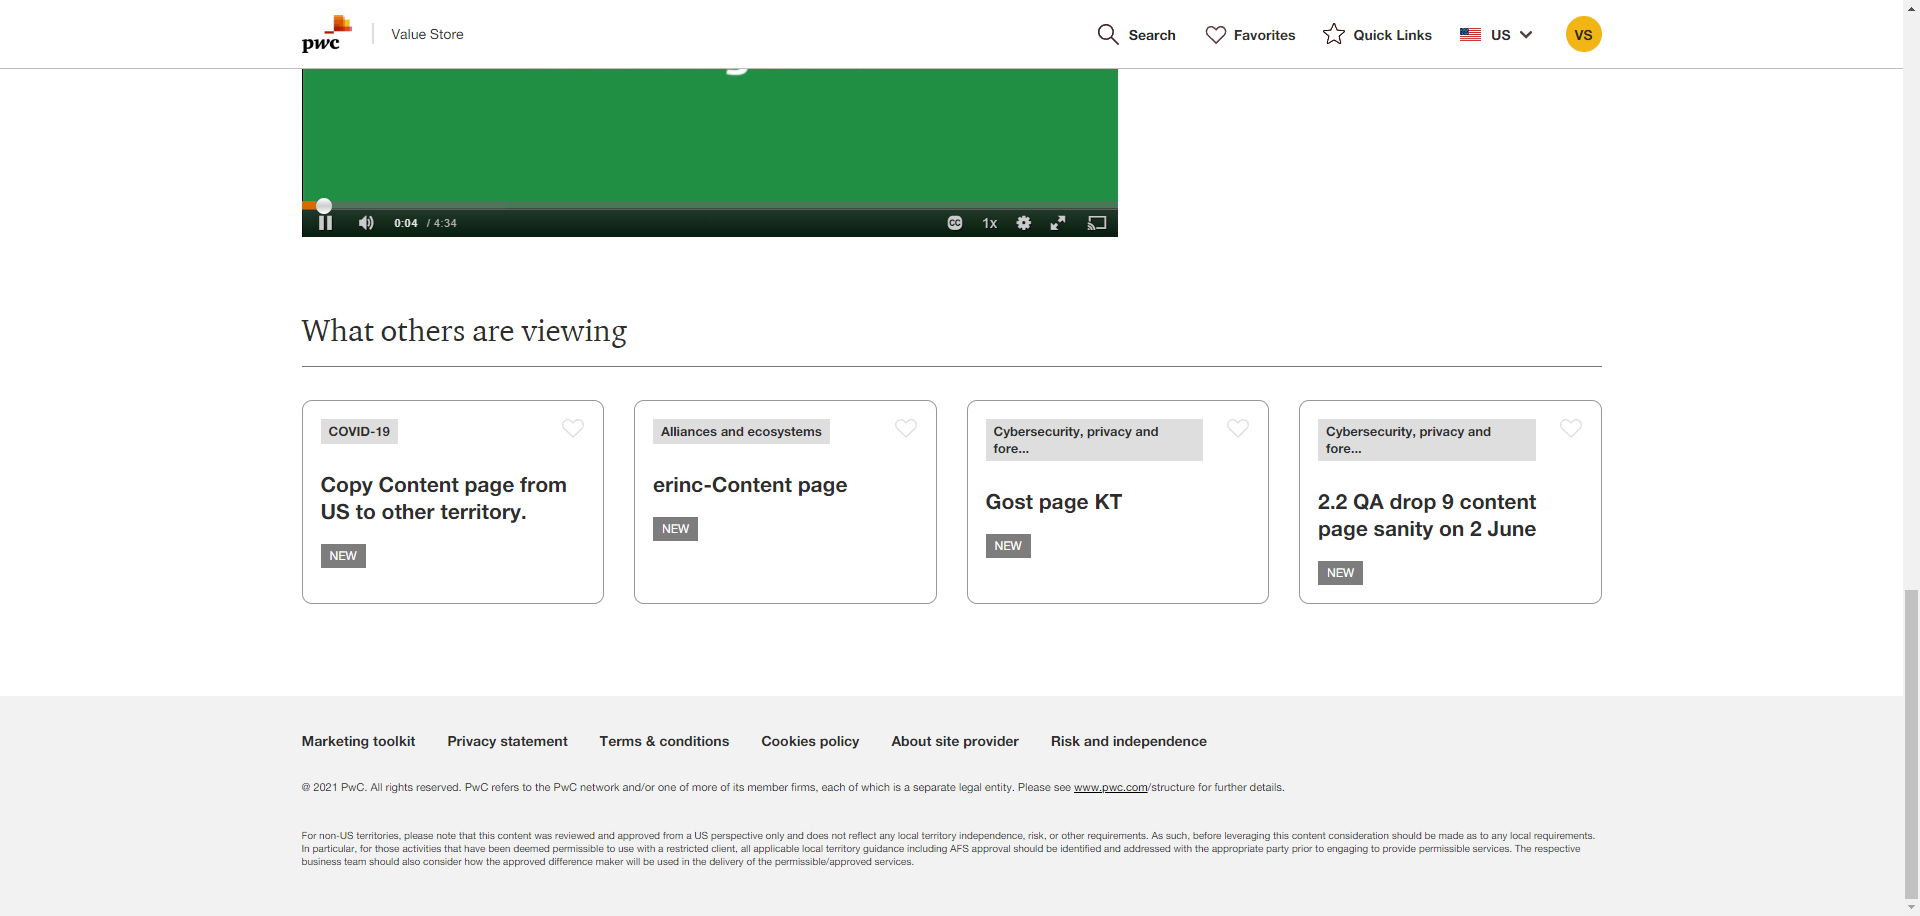 pwc
Value Store
Search
Favorites
Quick Links
US
VS
0:04 / 4:34
CC
1x
What others are viewing
COVID-19
Copy Content page from
US to other territory.
NEW
Alliances and ecosystems
erinc-Content page
NEW
Cybersecurity, privacy and
fore...
Gost page KT
NEW
Cybersecurity, privacy and
fore...
2.2 QA drop 9 content
page sanity on 2 June
NEW
Marketing toolkit
Privacy statement
Terms & conditions
Cookies policy
About site provider
Risk and independence
@ 2021 PwC. All rights reserved. PwC refers to the PwC network and/or one of more of its member firms, each of which is a separate legal entity. Please see www.pwc.com/structure for further details.
For non-US territories, please note that this content was reviewed and approved from a US perspective only and does not reflect any local territory independence, risk, or other requirements. As such, before leveraging this content consideration should be made as to any local requirements.
In particular, for those activities that have been deemed permissible to use with a restricted client, all applicable local territory guidance including AFS approval should be identified and addressed with the appropriate party prior to engaging to provide permissible services. The respective
business team should also consider how the approved difference maker will be used in the delivery of the permissible/approved services.